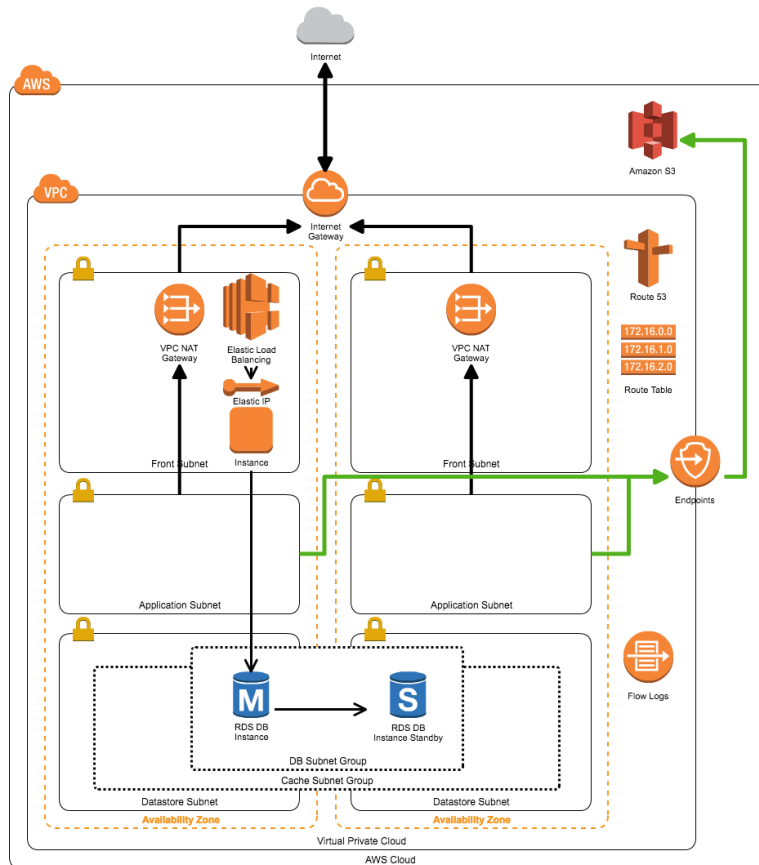 Internet
AWS
Amazon S3
VPC
Internet
Gateway
VPC NAT
Gateway
Elastic Load
Balancing
VPC NAT
Gateway
Route 53
172.16.0.0
172.16.1.0
172.16.2.0
Route Table
Elastic IP
Front Subnet
Instance
Front Subnet
Endpoints
Application Subnet
Application Subnet
M
S
RDS DB
Instance
RDS DB
Instance Standby
Flow Logs
DB Subnet Group
Cache Subnet Group
Datastore Subnet
Datastore Subnet
Availability Zone
Availability Zone
Virtual Private Cloud
AWS Cloud